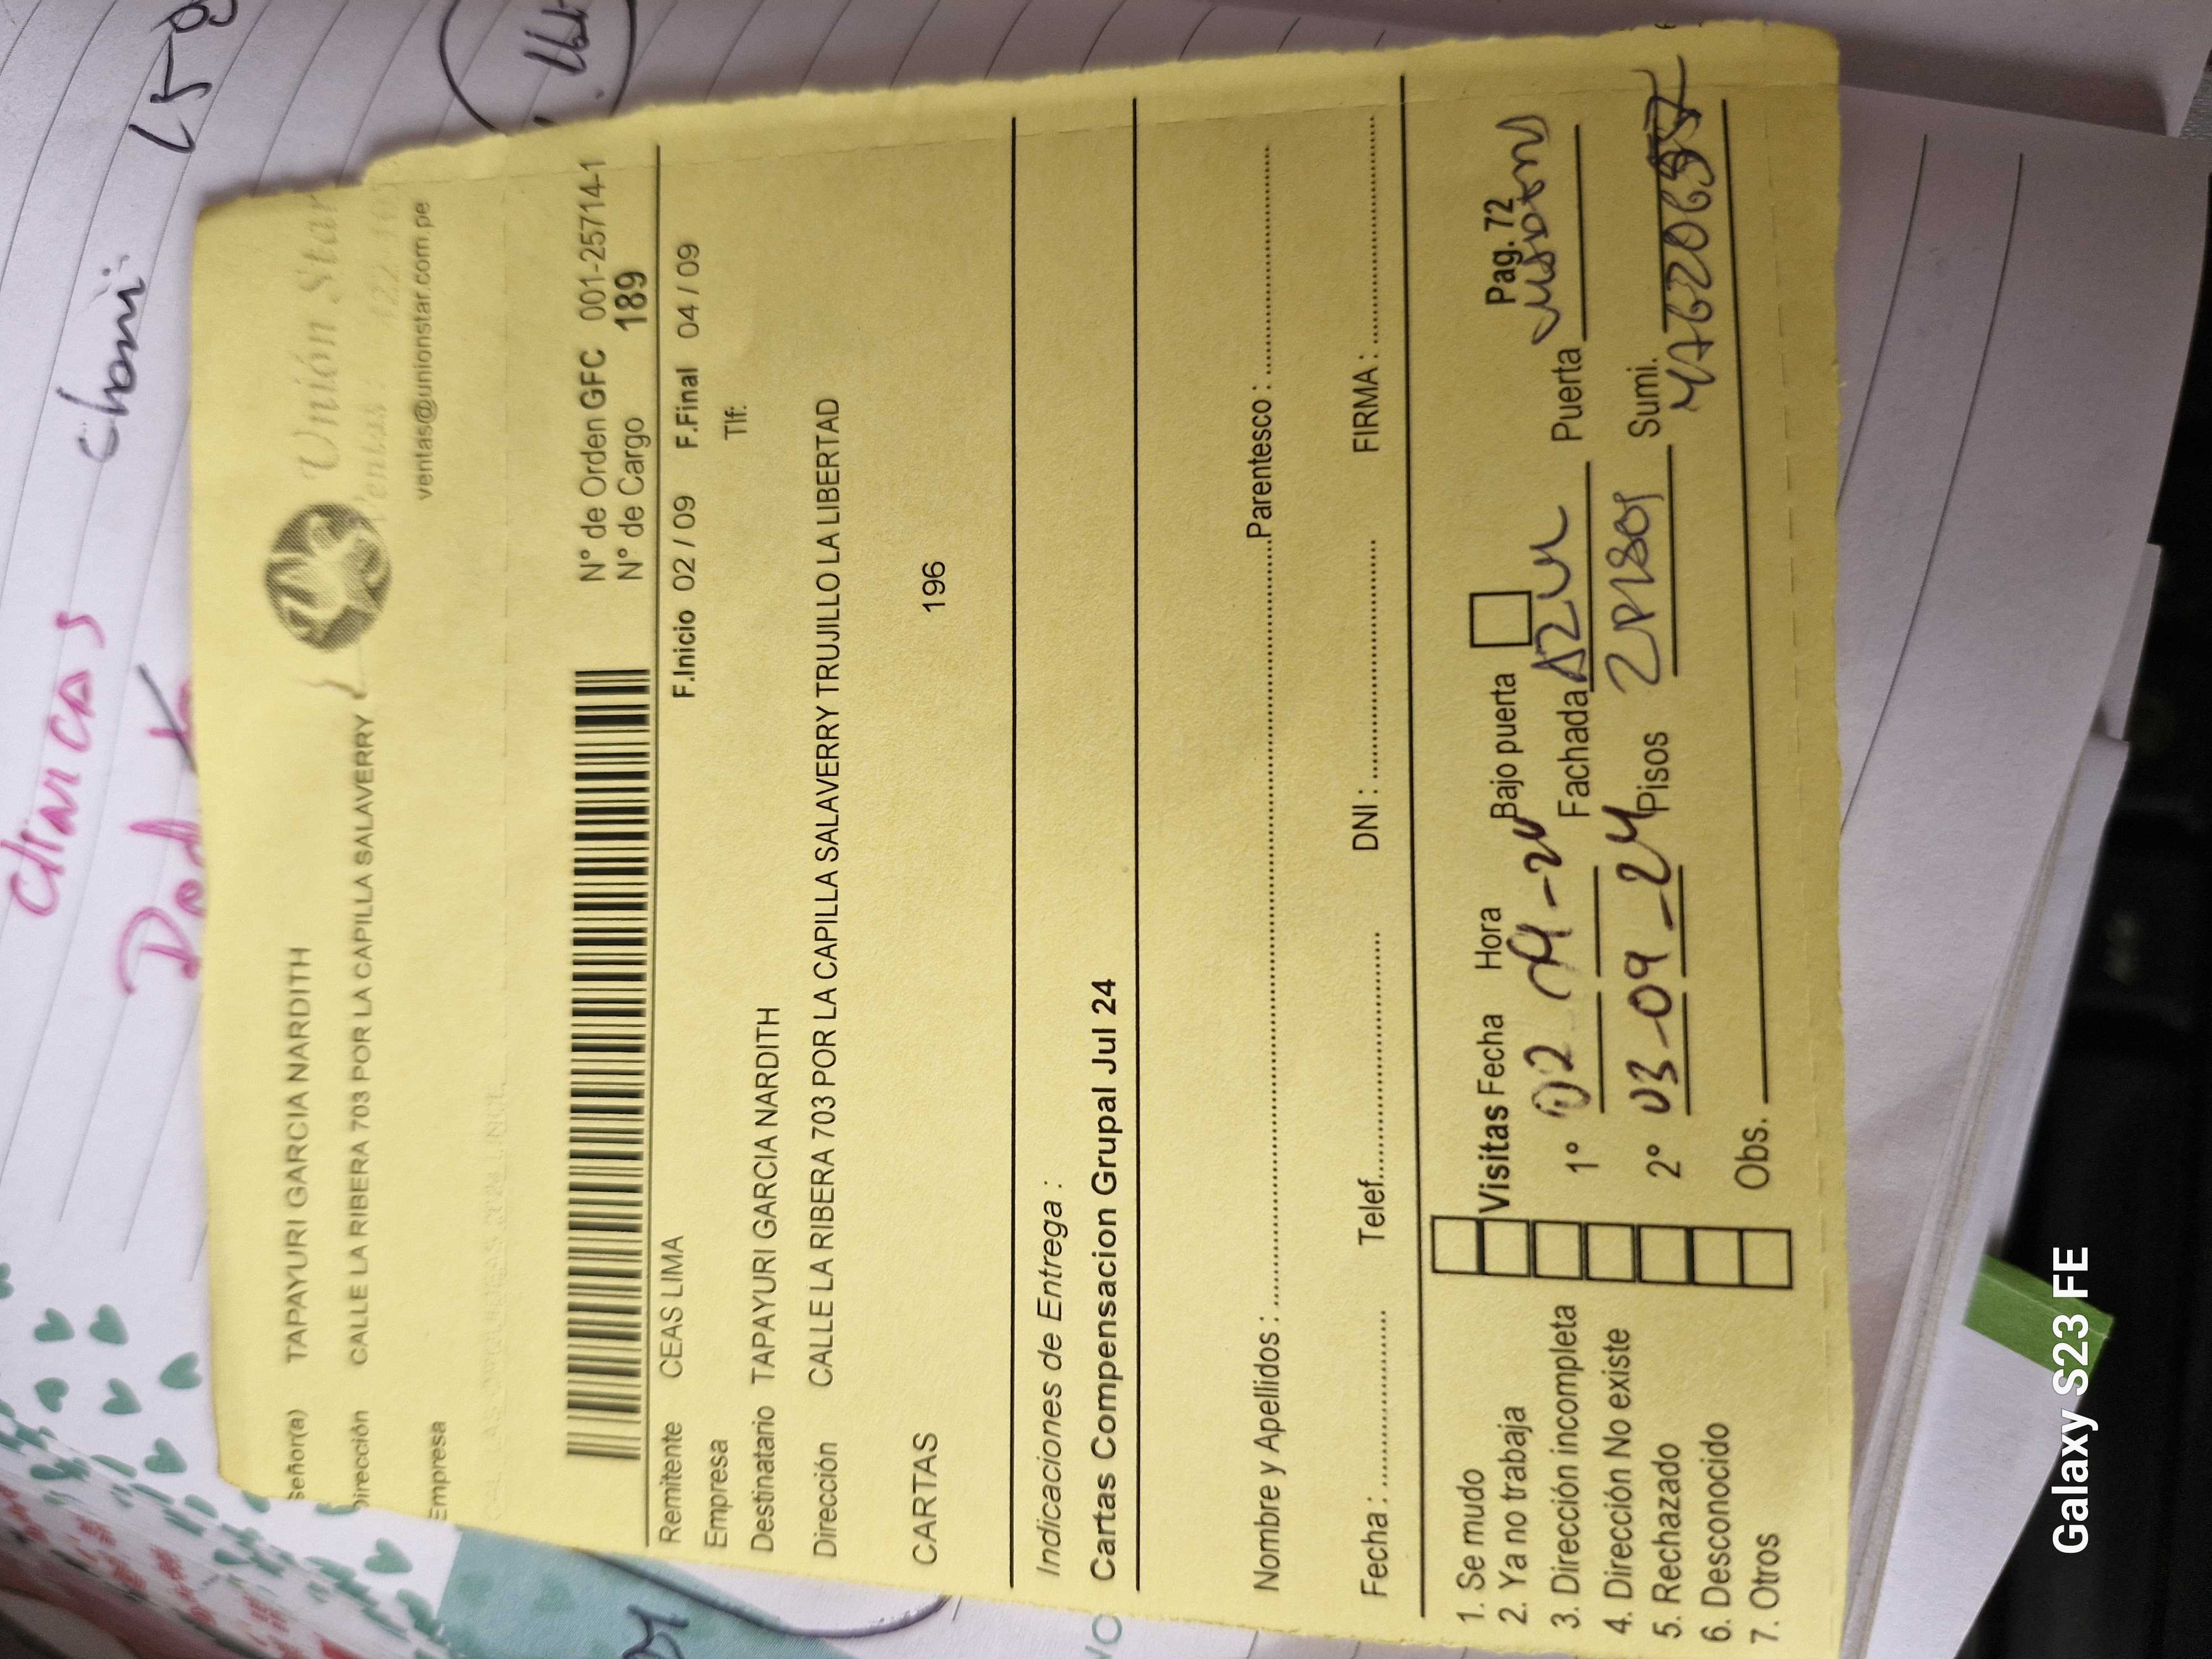 clinicas
chami
señor(a) TAPAYURI GARCIA NARDITH
Dirección CALLE LA RIBERA 703 POR LA CAPILLA SALAVERRY
Empresa
Unión Star
ventas@unionstar.com.pe
N° de Orden GFC 001-25714-1
N° de Cargo 189
Remitente CEAS LIMA F.Inicio 02 / 09 F.Final 04 / 09
Empresa Tlf:
Destinatario TAPAYURI GARCIA NARDITH
Dirección CALLE LA RIBERA 703 POR LA CAPILLA SALAVERRY TRUJILLO LA LIBERTAD
CARTAS 196
Indicaciones de Entrega :
Cartas Compensacion Grupal Jul 24
Nombre y Apellidos : Parentesco :
Fecha : Telef. DNI : FIRMA :
1. Se mudo
2. Ya no trabaja
3. Dirección incompleta
4. Dirección No existe
5. Rechazado
6. Desconocido
7. Otros
Visitas Fecha Hora Bajo puerta Pag. 72
1° 02 09-24 Fachada AZUL Puerta
2° 03-09-24 Pisos 2 PISOS Sumi.
Obs.
Galaxy S23 FE